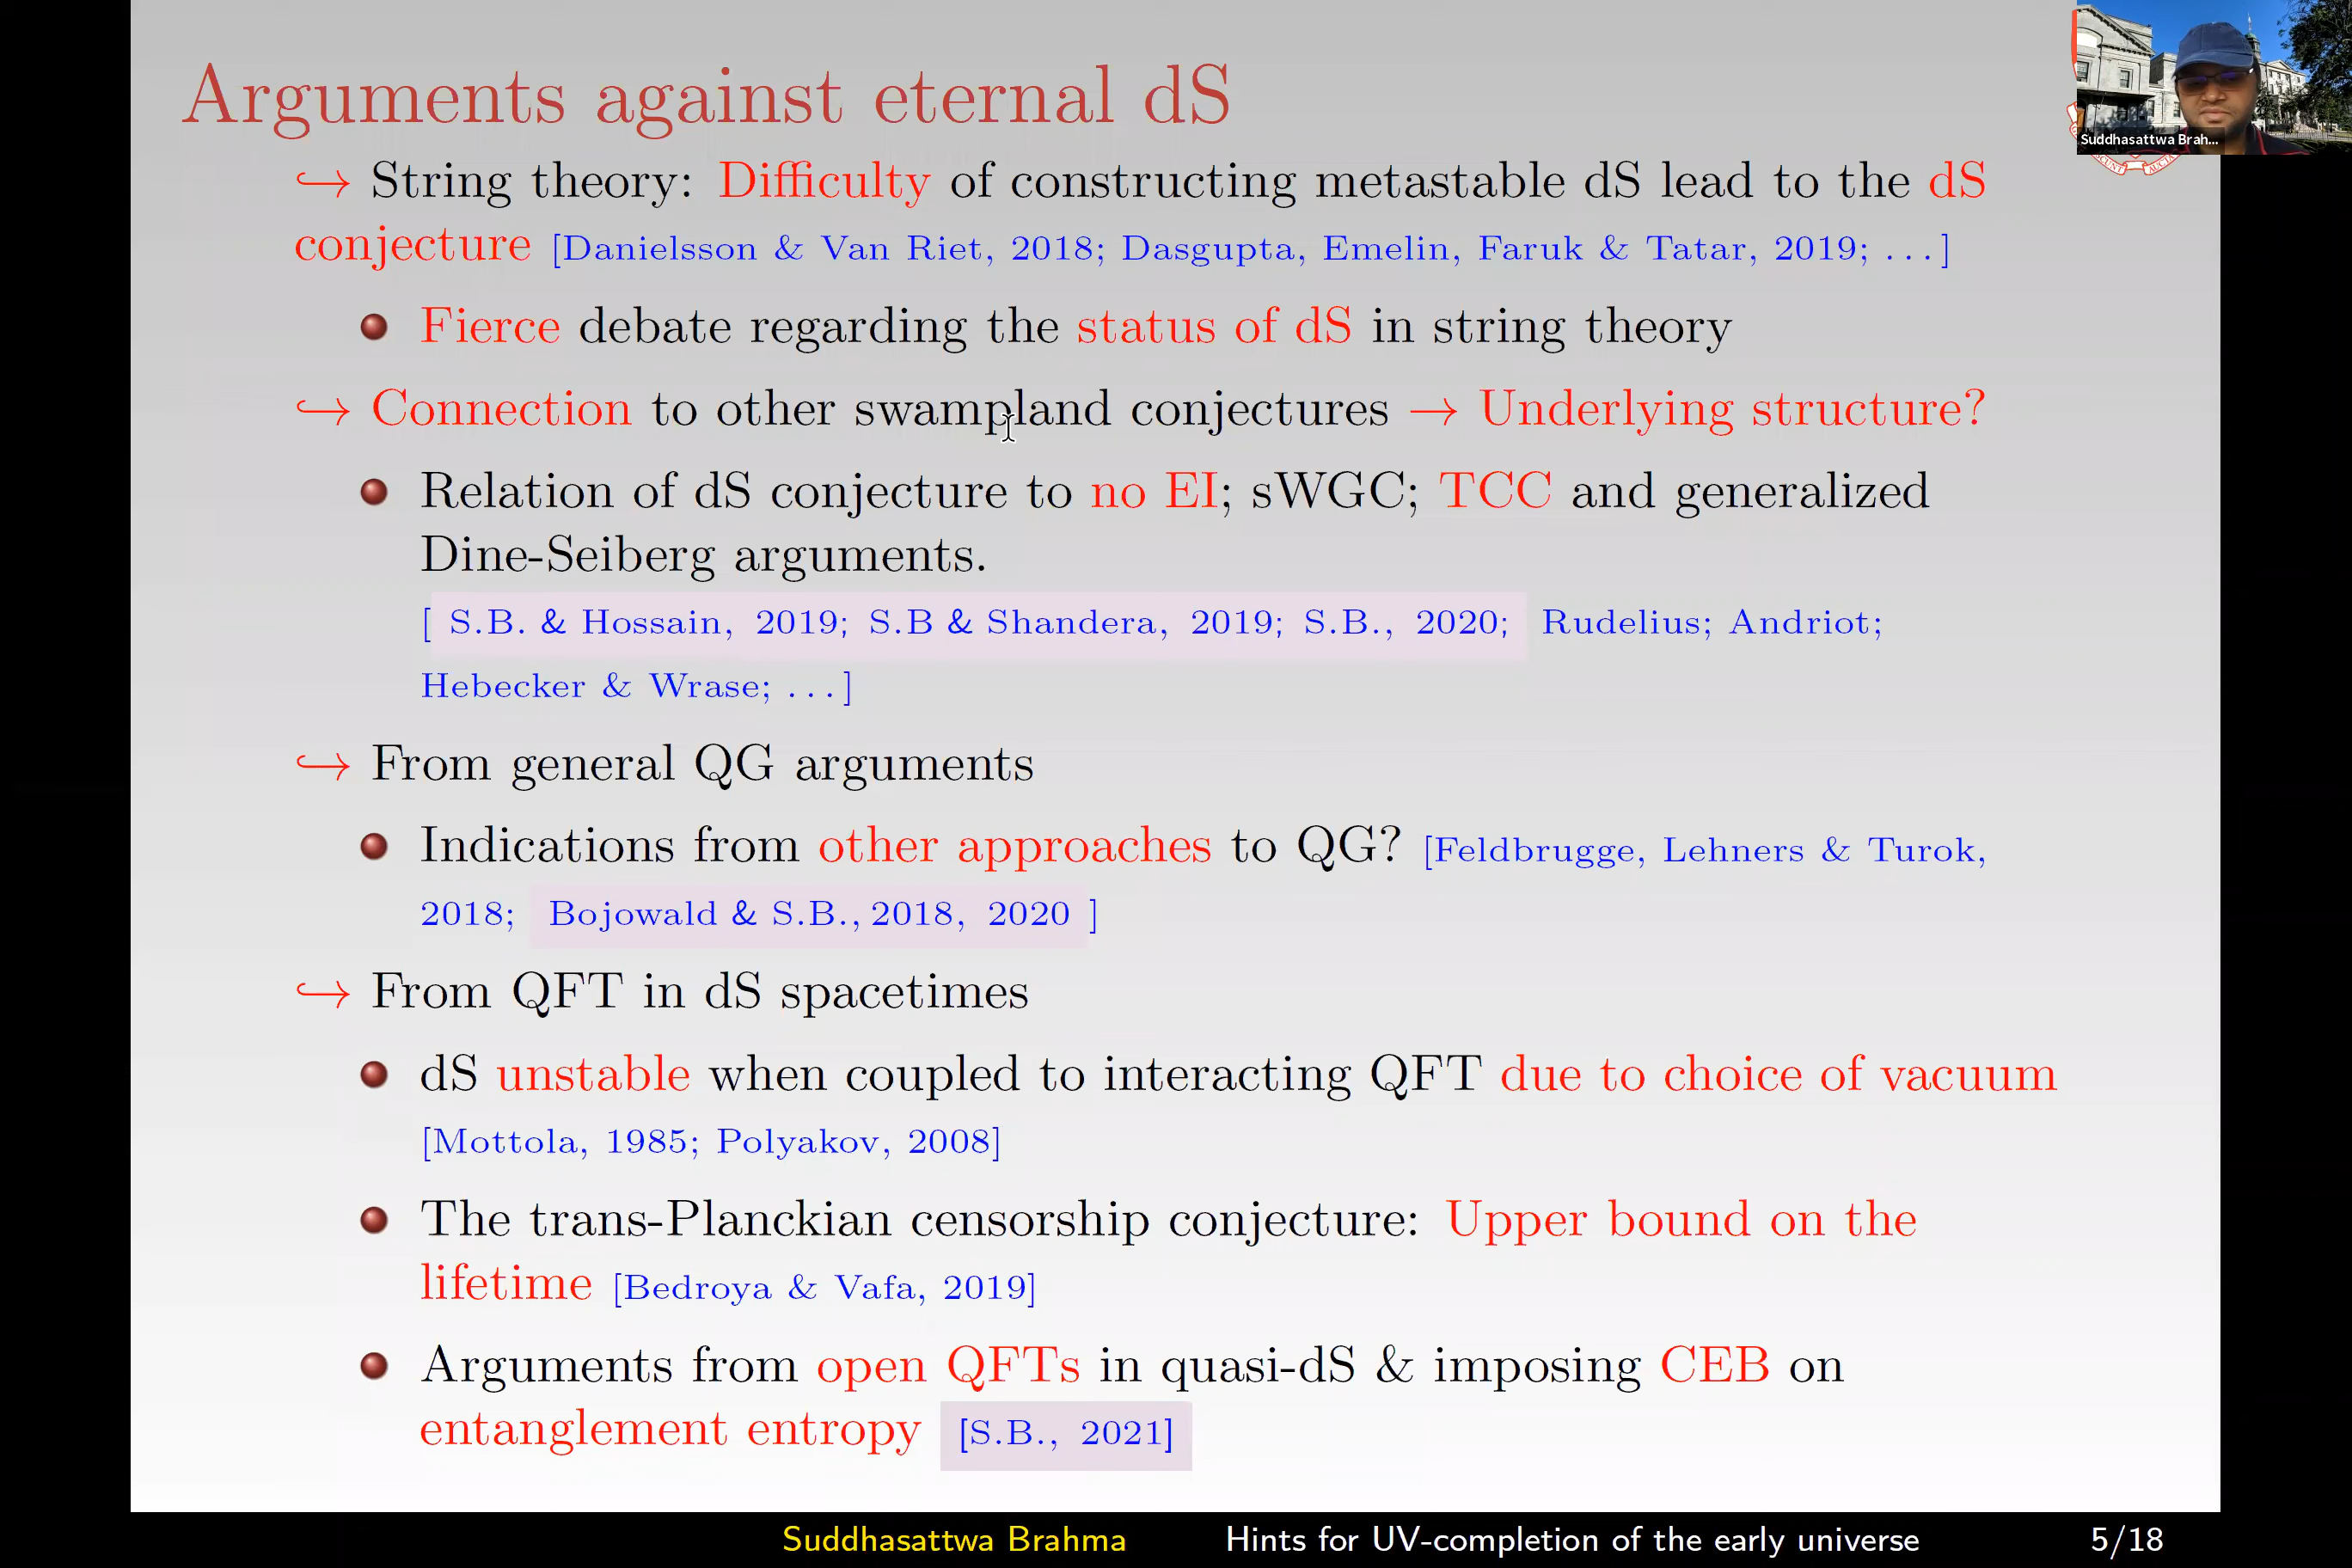 Arguments against eternal dS
Suddhasattwa Brah...
↪ String theory: Difficulty of constructing metastable dS lead to the dS
conjecture [Danielsson & Van Riet, 2018; Dasgupta, Emelin, Faruk & Tatar, 2019; ...]
Fierce debate regarding the status of dS in string theory
↪ Connection to other swampland conjectures → Underlying structure?
Relation of dS conjecture to no EI; sWGC; TCC and generalized
Dine-Seiberg arguments.
[ S.B. & Hossain, 2019; S.B & Shandera, 2019; S.B., 2020; Rudelius; Andriot;
Hebecker & Wrase; ...]
↪ From general QG arguments
Indications from other approaches to QG? [Feldbrugge, Lehners & Turok,
2018; Bojowald & S.B., 2018, 2020 ]
↪ From QFT in dS spacetimes
dS unstable when coupled to interacting QFT due to choice of vacuum
[Mottola, 1985; Polyakov, 2008]
The trans-Planckian censorship conjecture: Upper bound on the
lifetime [Bedroya & Vafa, 2019]
Arguments from open QFTs in quasi-dS & imposing CEB on
entanglement entropy [S.B., 2021]
Suddhasattwa Brahma Hints for UV-completion of the early universe 5/18